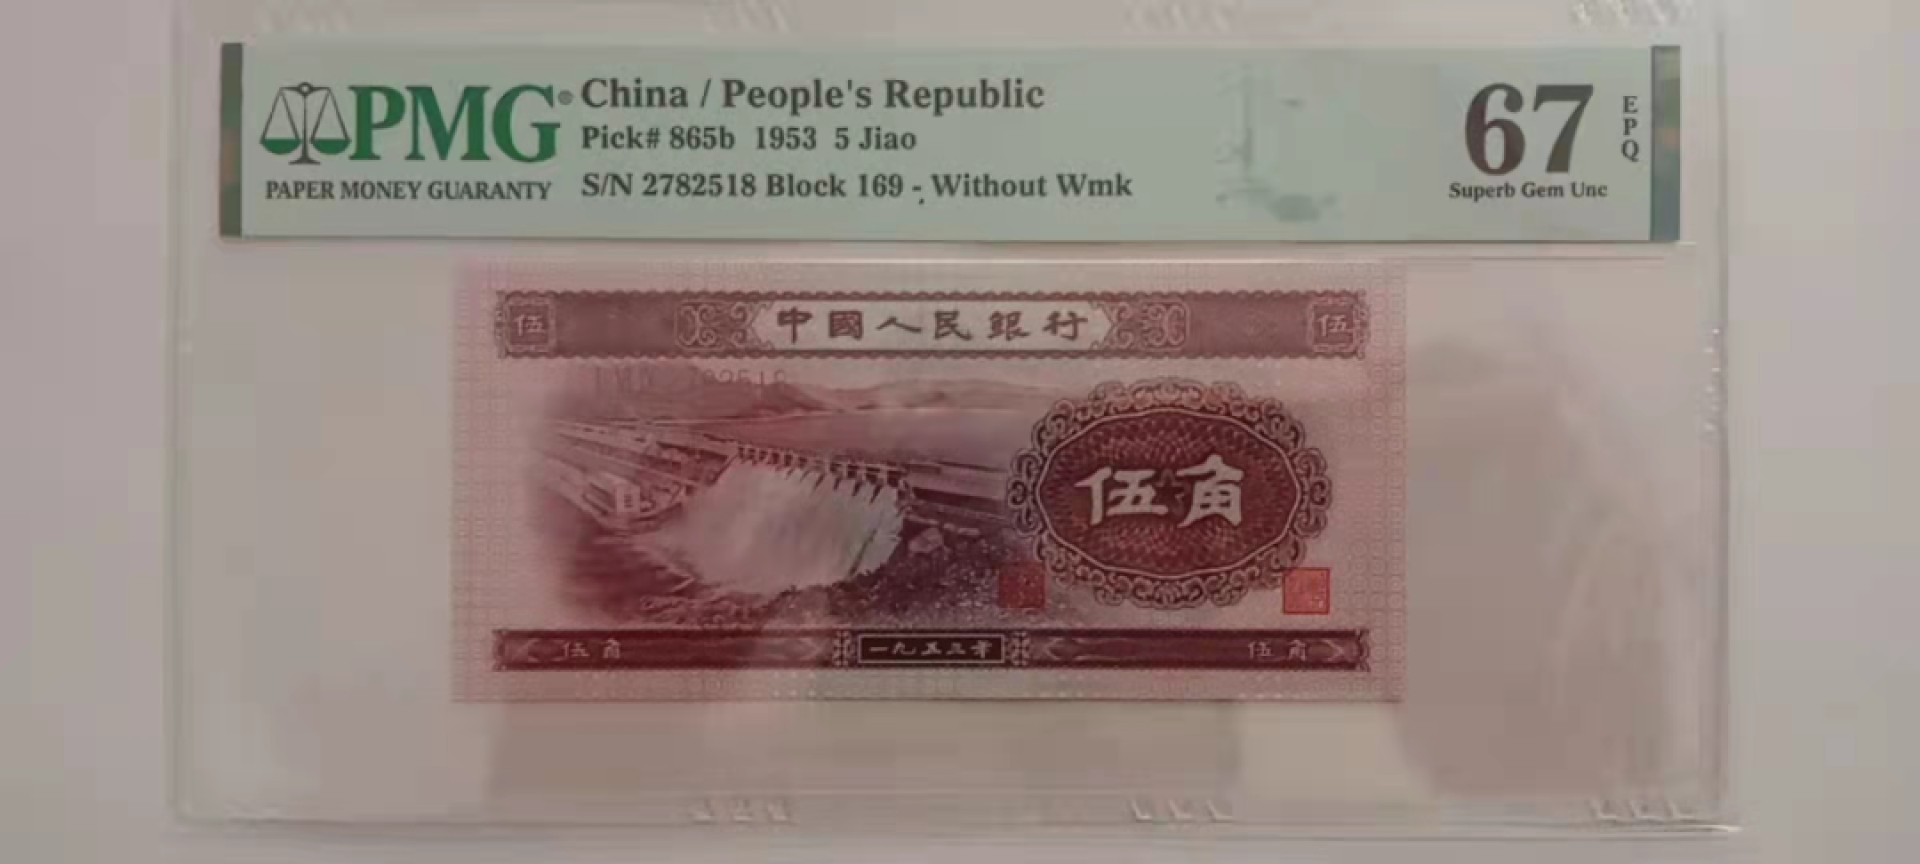 PMG® China / People's Republic
Pick# 865b 1953 5 Jiao
PAPER MONEY GUARANTY S/N 2782518 Block 169 - Without Wmk
67 EPQ
Superb Gem Unc
伍 中國人民銀行 伍
伍角
伍角 一九五三年 伍角